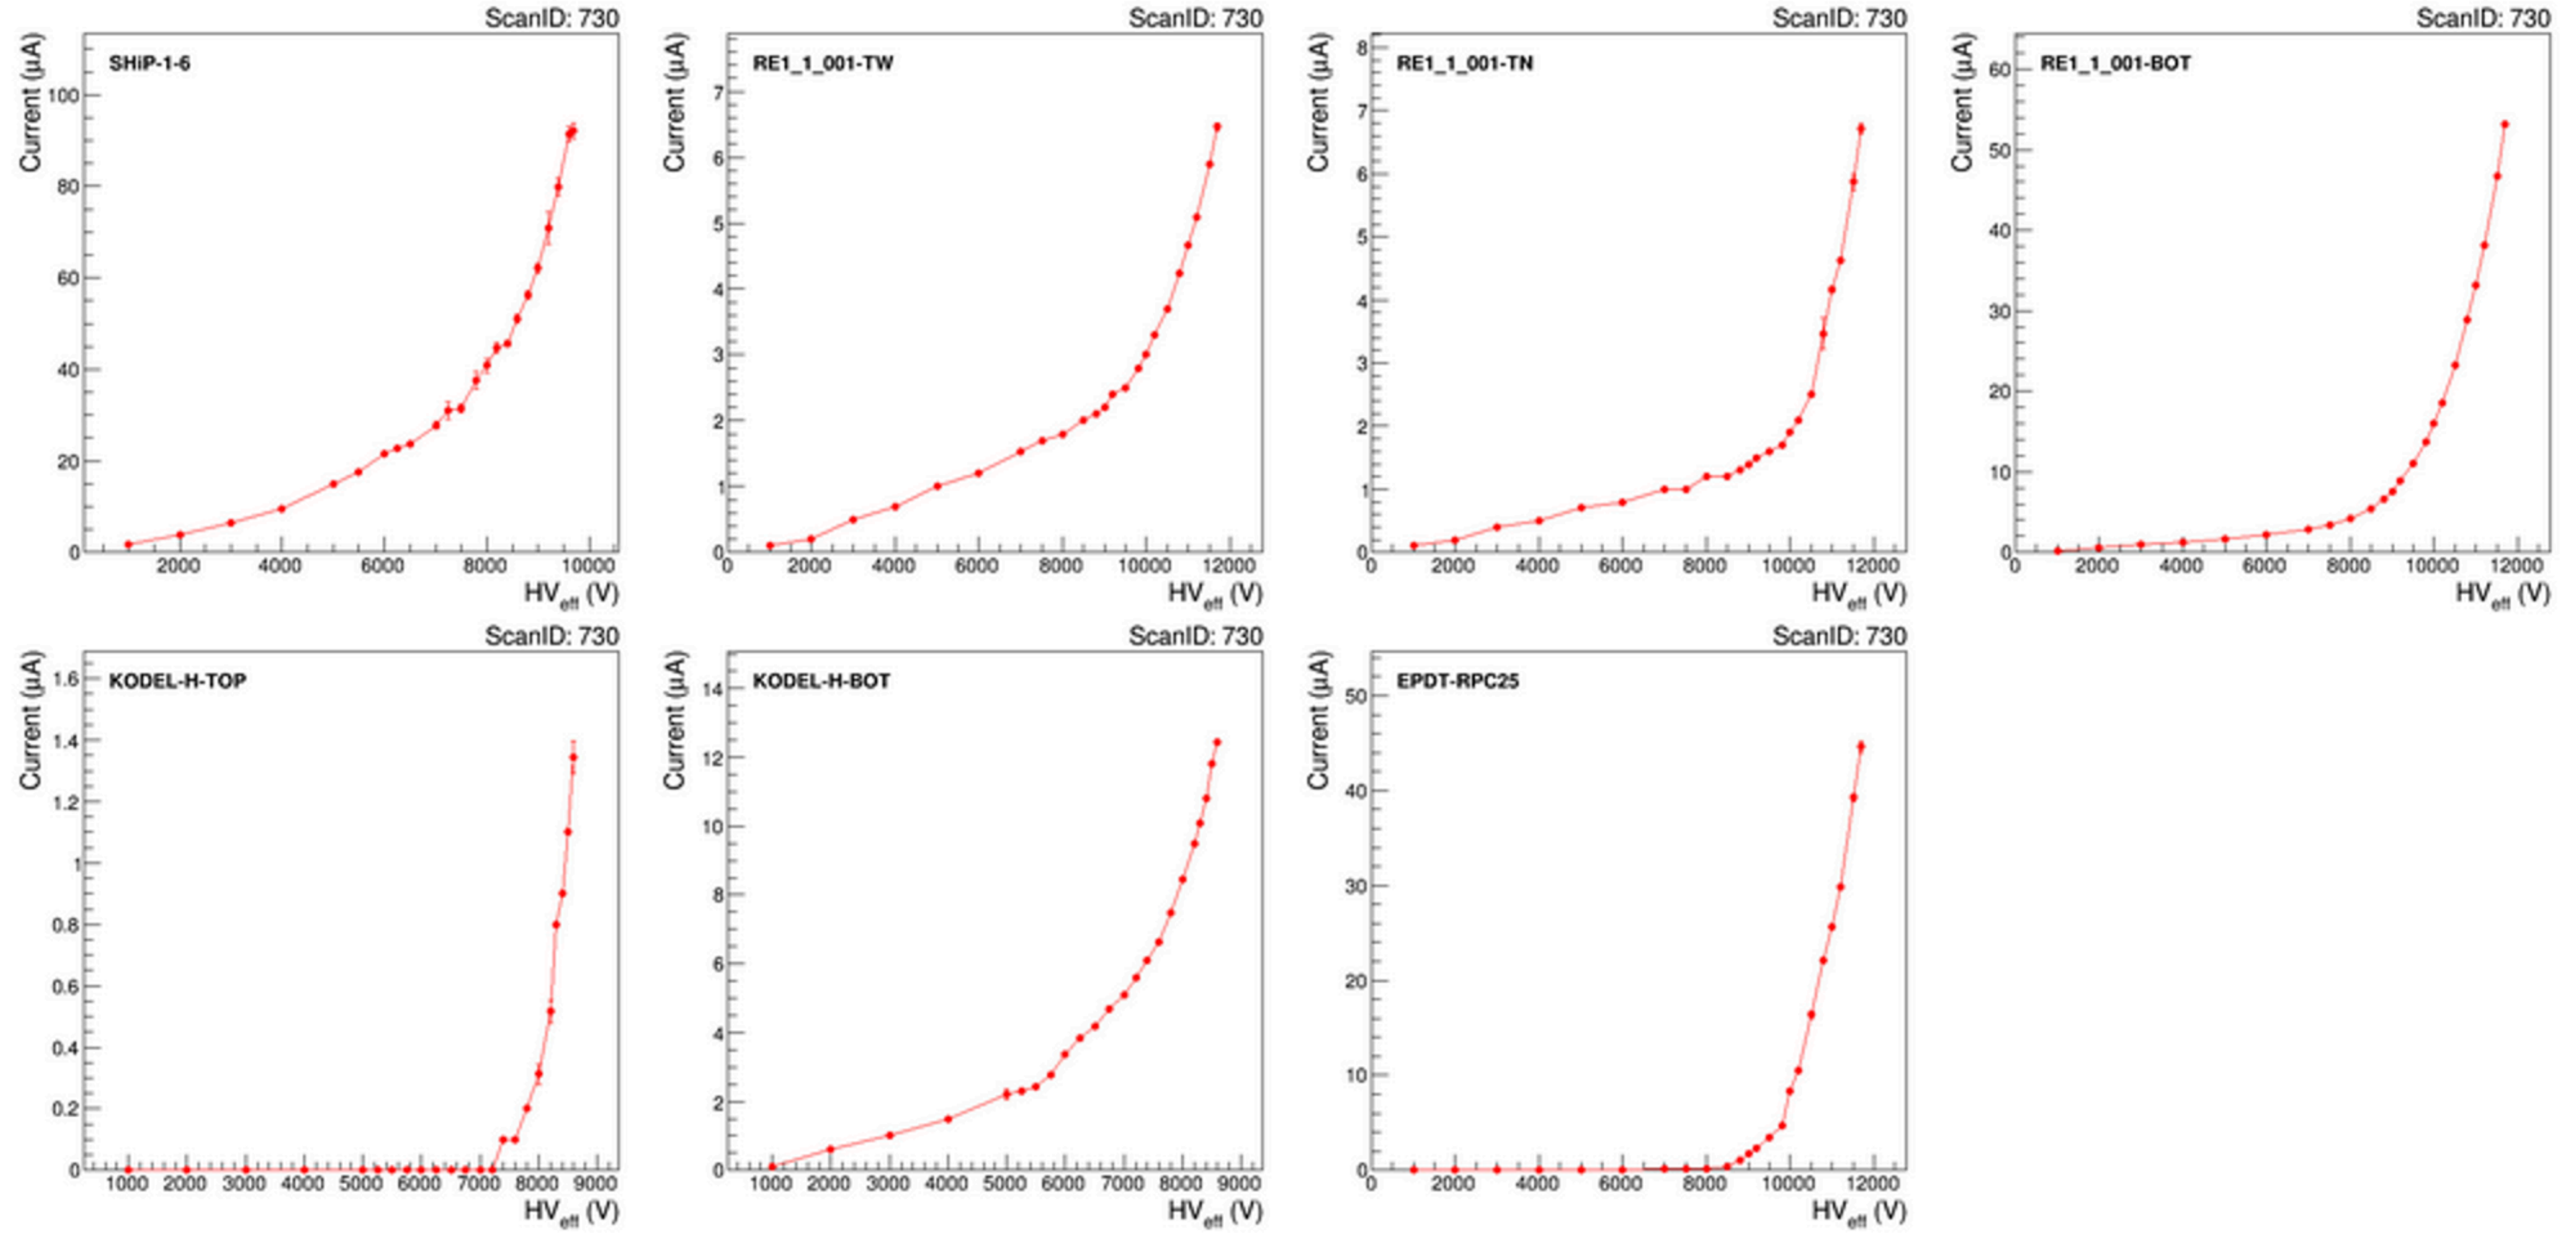 ScanID: 730
SHiP-1-6
Current (μA)
100
80
60
40
20
0
2000 4000 6000 8000 10000
HVeff (V)
ScanID: 730
RE1_1_001-TW
Current (μA)
7
6
5
4
3
2
1
0
0 2000 4000 6000 8000 10000 12000
HVeff (V)
ScanID: 730
RE1_1_001-TN
Current (μA)
8
7
6
5
4
3
2
1
0
0 2000 4000 6000 8000 10000 12000
HVeff (V)
ScanID: 730
RE1_1_001-BOT
Current (μA)
60
50
40
30
20
10
0
0 2000 4000 6000 8000 10000 12000
HVeff (V)
ScanID: 730
KODEL-H-TOP
Current (μA)
1.6
1.4
1.2
1
0.8
0.6
0.4
0.2
0
1000 2000 3000 4000 5000 6000 7000 8000 9000
HVeff (V)
ScanID: 730
KODEL-H-BOT
Current (μA)
14
12
10
8
6
4
2
0
1000 2000 3000 4000 5000 6000 7000 8000 9000
HVeff (V)
ScanID: 730
EPDT-RPC25
Current (μA)
50
40
30
20
10
0
0 2000 4000 6000 8000 10000 12000
HVeff (V)